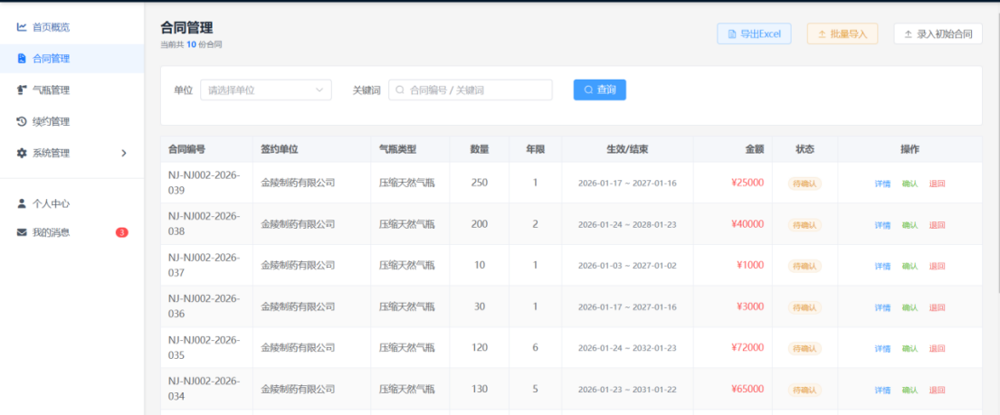 首页概览
合同管理
气瓶管理
续约管理
系统管理
个人中心
我的消息 3
合同管理
当前共 10 份合同
导出Excel 批量导入 录入初始合同
单位 请选择单位 关键词 合同编号 / 关键词 查询
合同编号 签约单位 气瓶类型 数量 年限 生效/结束 金额 状态 操作
NJ-NJ002-2026-
039 金陵制药有限公司 压缩天然气瓶 250 1 2026-01-17 ~ 2027-01-16 ¥25000 待确认 详情 确认 退回
NJ-NJ002-2026-
038 金陵制药有限公司 压缩天然气瓶 200 2 2026-01-24 ~ 2028-01-23 ¥40000 待确认 详情 确认 退回
NJ-NJ002-2026-
037 金陵制药有限公司 压缩天然气瓶 10 1 2026-01-03 ~ 2027-01-02 ¥1000 待确认 详情 确认 退回
NJ-NJ002-2026-
036 金陵制药有限公司 压缩天然气瓶 30 1 2026-01-17 ~ 2027-01-16 ¥3000 待确认 详情 确认 退回
NJ-NJ002-2026-
035 金陵制药有限公司 压缩天然气瓶 120 6 2026-01-24 ~ 2032-01-23 ¥72000 待确认 详情 确认 退回
NJ-NJ002-2026-
034 金陵制药有限公司 压缩天然气瓶 130 5 2026-01-23 ~ 2031-01-22 ¥65000 待确认 详情 确认 退回